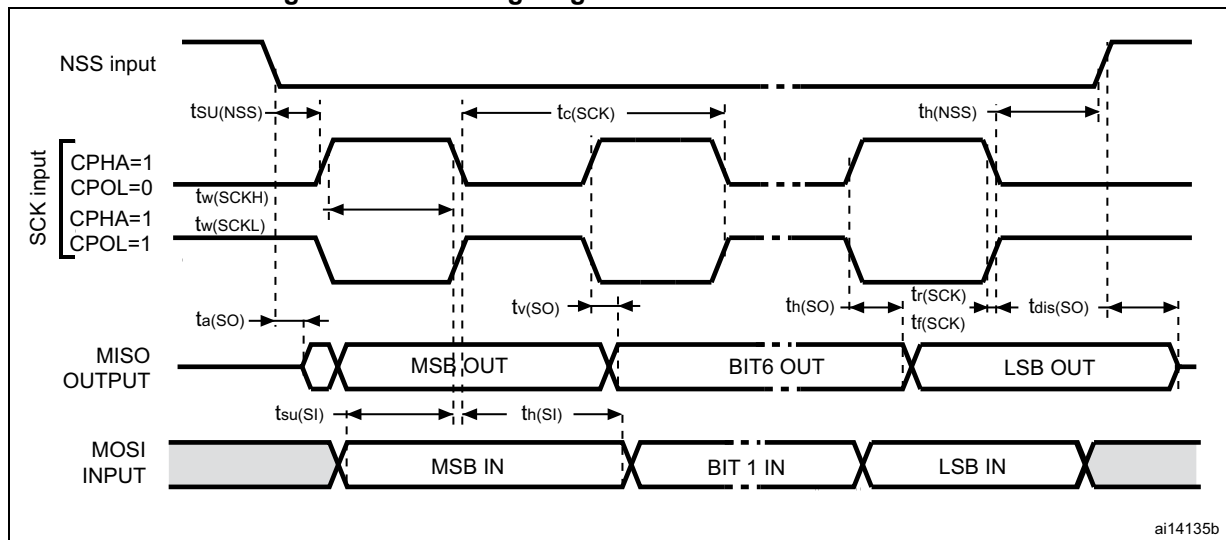 NSS input
tSU(NSS)
tc(SCK)
th(NSS)
SCK input
CPHA=1
CPOL=0
tw(SCKH)
CPHA=1
tw(SCKL)
CPOL=1
ta(SO)
tv(SO)
th(SO)
tr(SCK)
tf(SCK)
tdis(SO)
MISO
OUTPUT
MSB OUT
BIT6 OUT
LSB OUT
tsu(SI)
th(SI)
MOSI
INPUT
MSB IN
BIT 1 IN
LSB IN
ai14135b